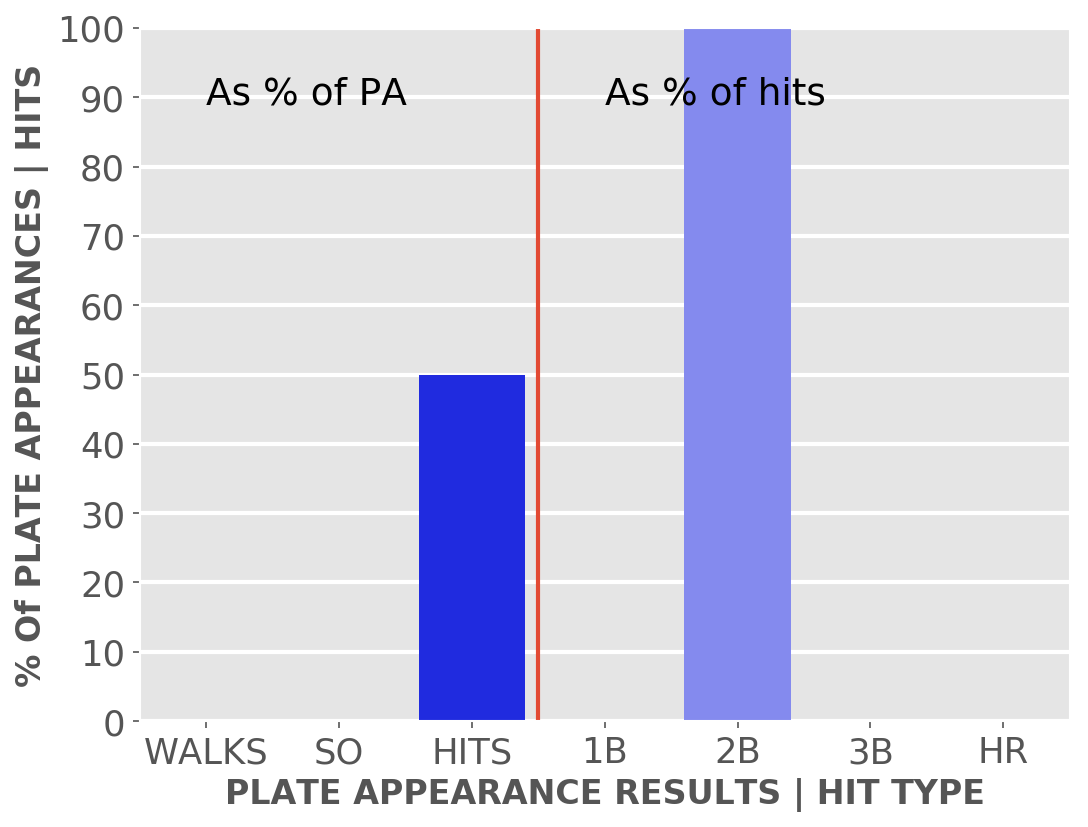 % Of PLATE APPEARANCES | HITS
100
90
80
70
60
50
40
30
20
10
0
As % of PA
As % of hits
WALKS SO HITS 1B 2B 3B HR
PLATE APPEARANCE RESULTS | HIT TYPE